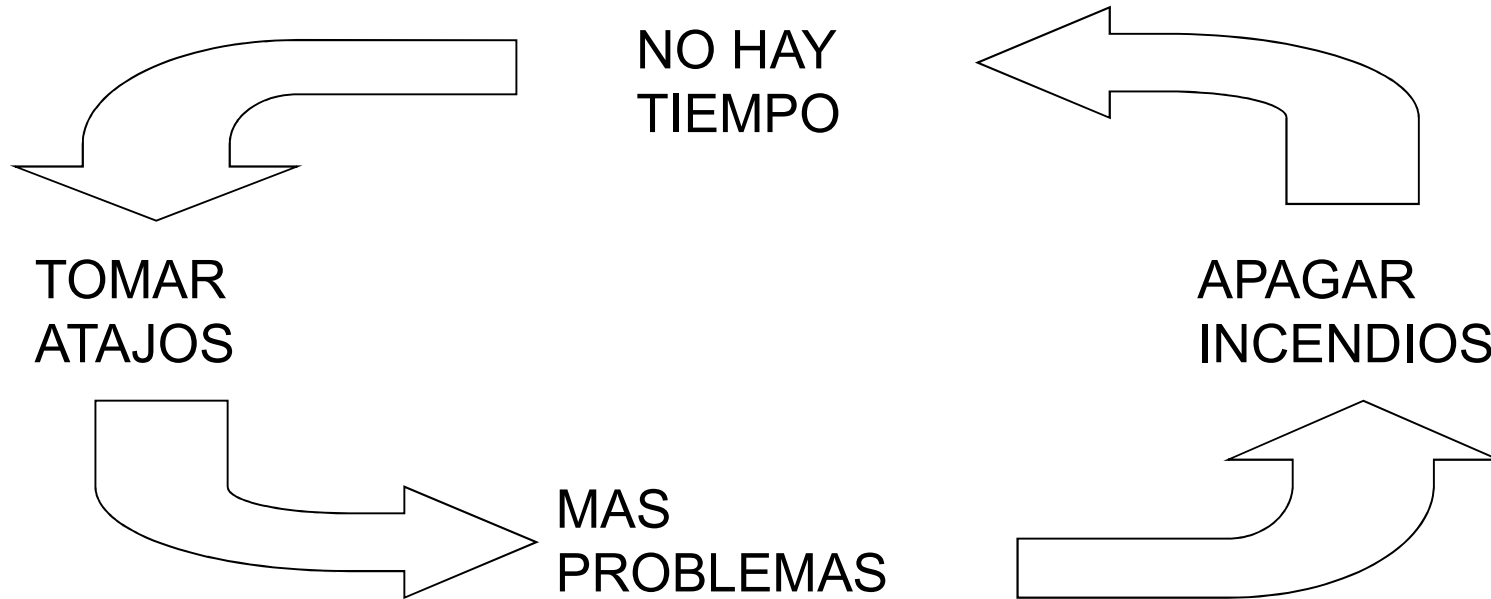 NO HAY
TIEMPO
TOMAR
ATAJOS
APAGAR
INCENDIOS
MAS
PROBLEMAS